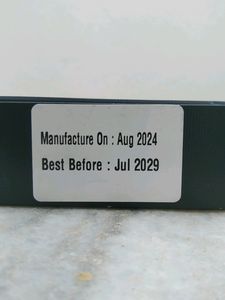 Manufacture On : Aug 2024
Best Before : Jul 2029